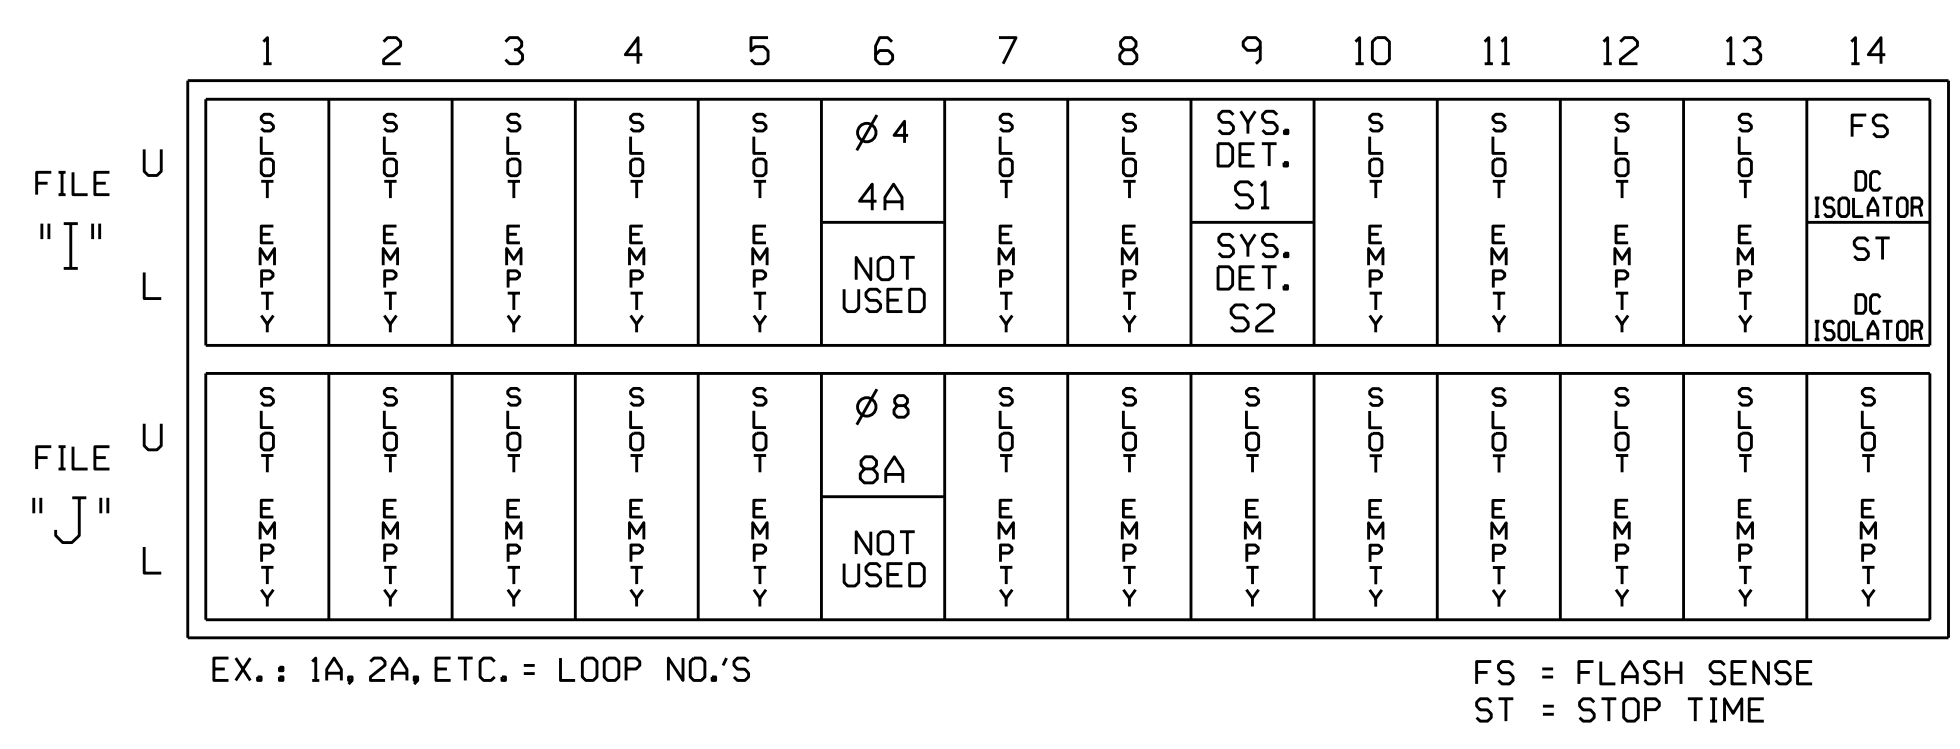 1 2 3 4 5 6 7 8 9 10 11 12 13 14
FILE "I"
U
L
SLOT EMPTY
SLOT EMPTY
SLOT EMPTY
SLOT EMPTY
SLOT EMPTY
Ø 4
4A
NOT
USED
SLOT EMPTY
SLOT EMPTY
SYS.
DET.
S1
SYS.
DET.
S2
SLOT EMPTY
SLOT EMPTY
SLOT EMPTY
SLOT EMPTY
FS
DC
ISOLATOR
ST
DC
ISOLATOR
FILE "J"
U
L
SLOT EMPTY
SLOT EMPTY
SLOT EMPTY
SLOT EMPTY
SLOT EMPTY
Ø 8
8A
NOT
USED
SLOT EMPTY
SLOT EMPTY
SLOT EMPTY
SLOT EMPTY
SLOT EMPTY
SLOT EMPTY
SLOT EMPTY
SLOT EMPTY
EX.: 1A, 2A, ETC. = LOOP NO.'S
FS = FLASH SENSE
ST = STOP TIME